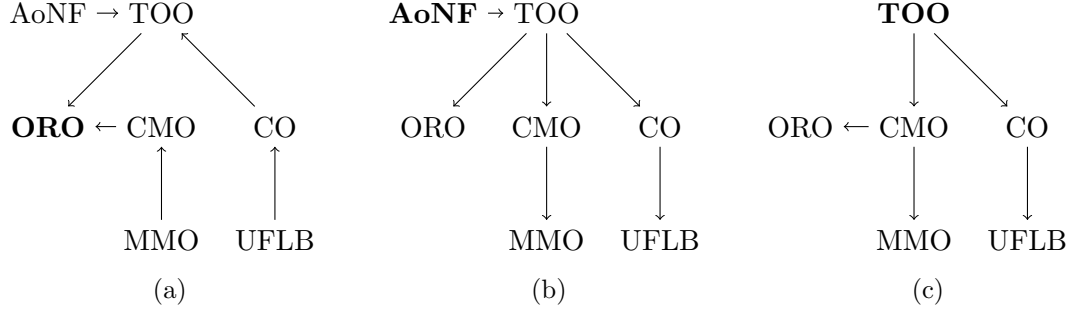 AoNF → TOO AoNF → TOO TOO
ORO ← CMO CO ORO CMO CO ORO ← CMO CO
MMO UFLB MMO UFLB MMO UFLB
(a) (b) (c)